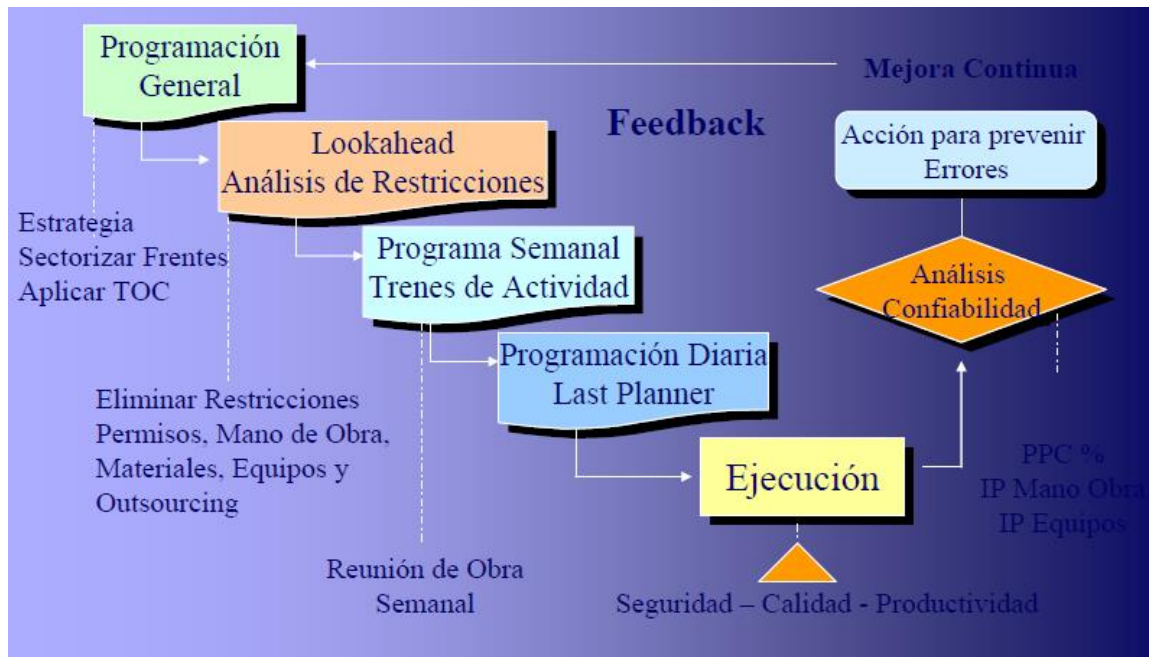 Programación
General
Mejora Continua
Feedback
Lookahead
Análisis de Restricciones
Acción para prevenir
Errores
Estrategia
Sectorizar Frentes
Aplicar TOC
Programa Semanal
Trenes de Actividad
Análisis
Confiabilidad
Programación Diaria
Last Planner
Eliminar Restricciones
Permisos, Mano de Obra,
Materiales, Equipos y
Outsourcing
Ejecución
PPC %
IP Mano Obra
IP Equipos
Reunión de Obra
Semanal
Seguridad – Calidad - Productividad